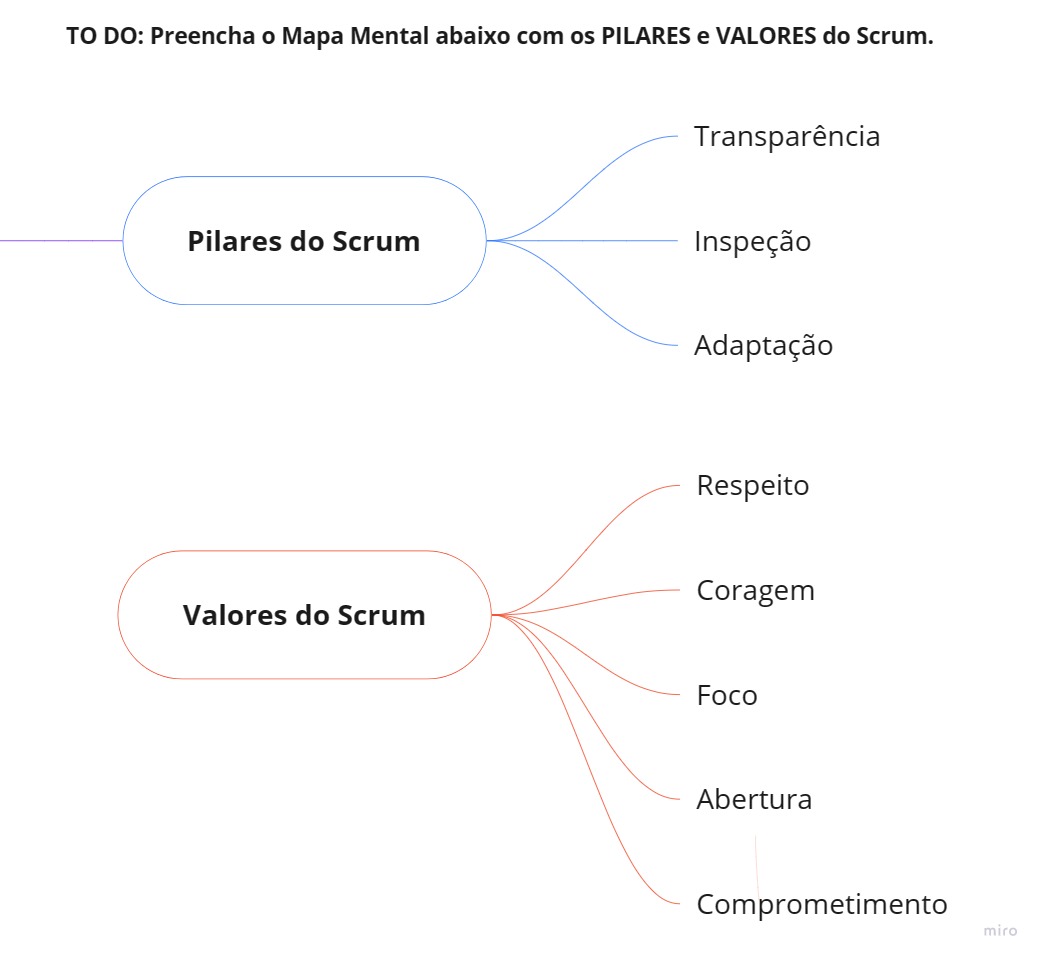 TO DO: Preencha o Mapa Mental abaixo com os PILARES e VALORES do Scrum.
Pilares do Scrum
Transparência
Inspeção
Adaptação
Valores do Scrum
Respeito
Coragem
Foco
Abertura
Comprometimento
miro